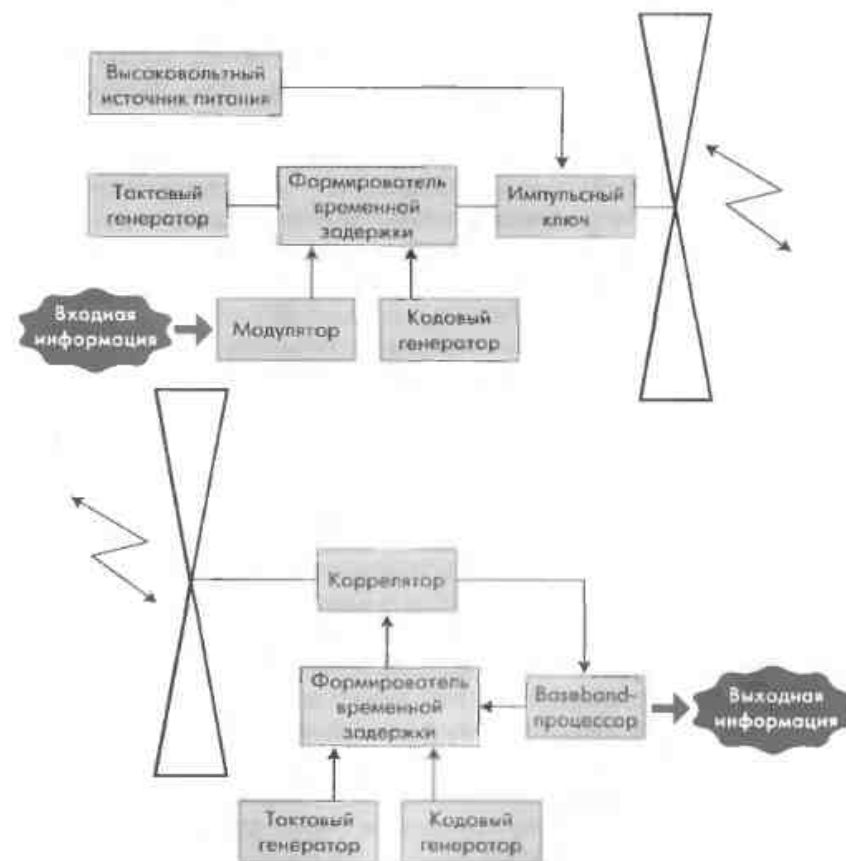 Высоковольтный
источник питания
Тактовый
генератор
Формирователь
временной
задержки
Импульсный
ключ
Входная
информация
Модулятор
Кодовый
генератор
Коррелятор
Формирователь
временной
задержки
Baseband-
процессор
Выходная
информация
Тактовый
генератор
Кодовый
генератор